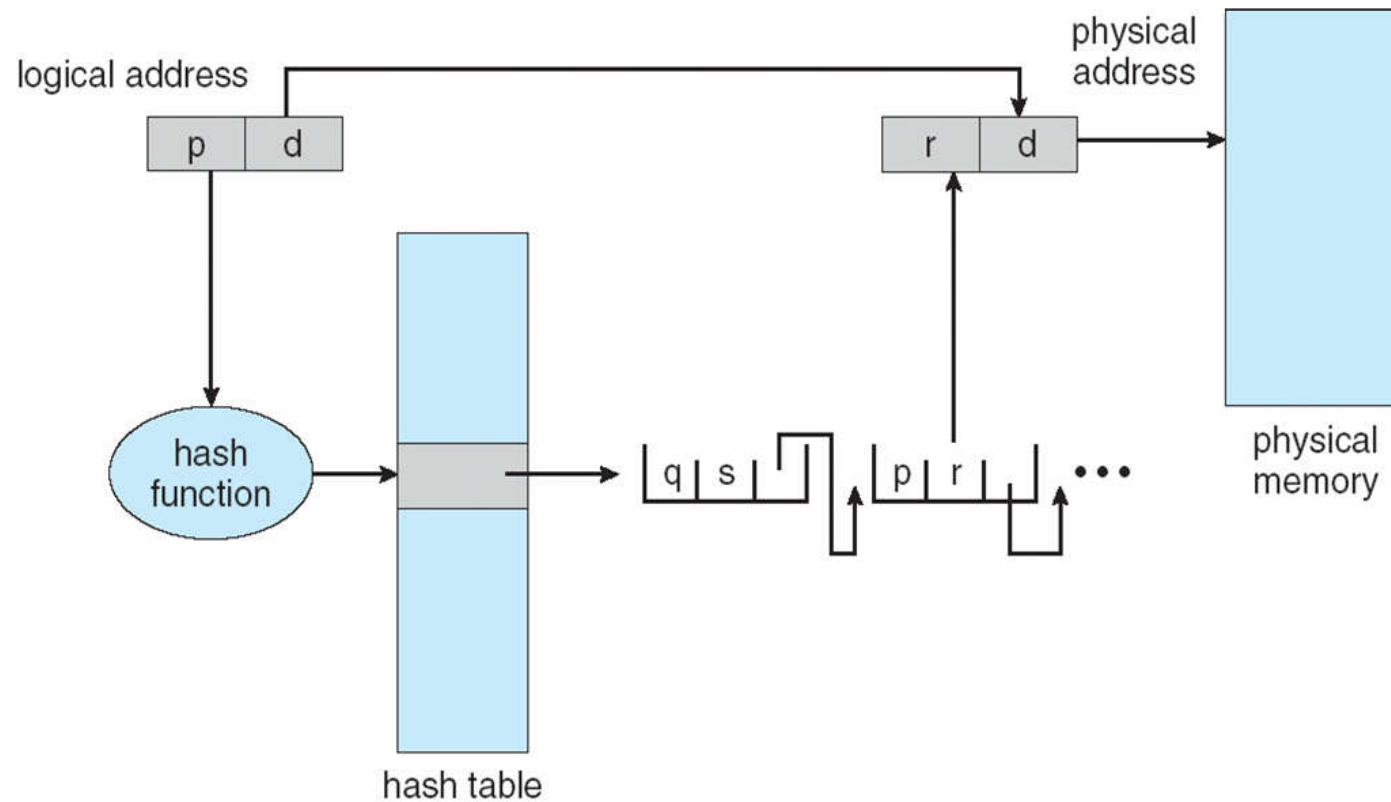 logical address
physical
address
p d
r d
hash
function
q s
p r
•••
physical
memory
hash table